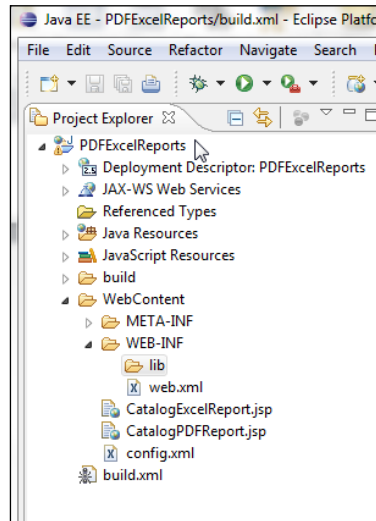 Java EE - PDFExcelReports/build.xml - Eclipse Platfo
File Edit Source Refactor Navigate Search
Project Explorer
PDFExcelReports
2.5 Deployment Descriptor: PDFExcelReports
JAX-WS Web Services
Referenced Types
Java Resources
JavaScript Resources
build
WebContent
META-INF
WEB-INF
lib
X web.xml
CatalogExcelReport.jsp
CatalogPDFReport.jsp
X config.xml
build.xml